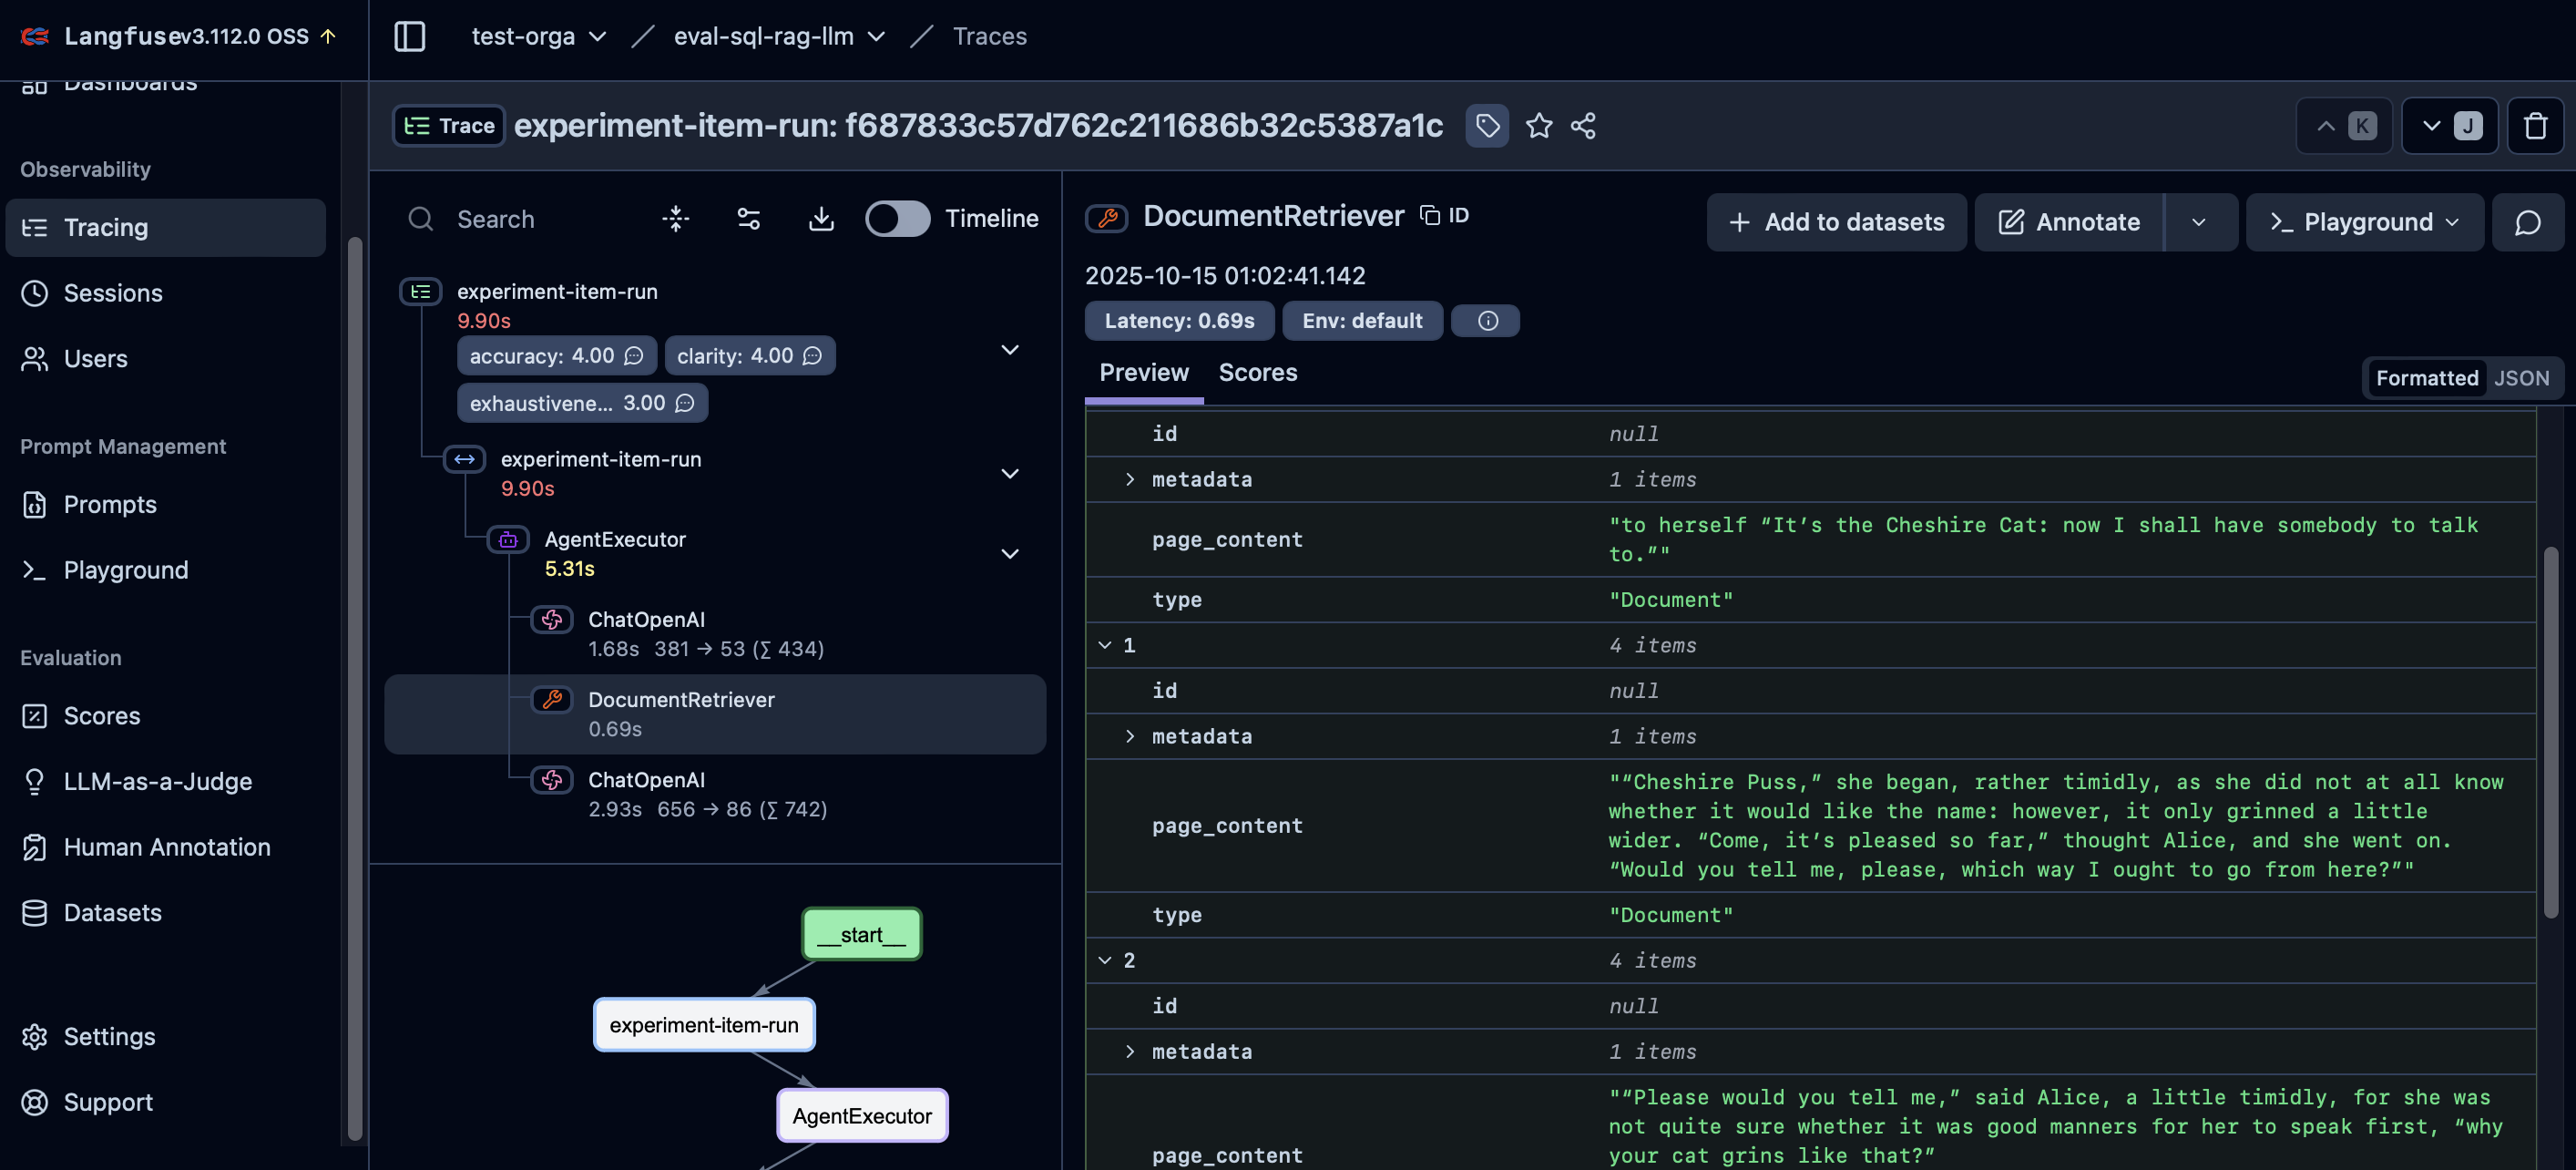 Langfuse v3.112.0 OSS ↑
test-orga / eval-sql-rag-llm / Traces
Dashboards
Observability
Tracing
Sessions
Users
Prompt Management
Prompts
Playground
Evaluation
Scores
LLM-as-a-Judge
Human Annotation
Datasets
Settings
Support
Trace experiment-item-run: f687833c57d762c211686b32c5387a1c
K
J
Search
Timeline
experiment-item-run
9.90s
accuracy: 4.00 clarity: 4.00
exhaustivene... 3.00
experiment-item-run
9.90s
AgentExecutor
5.31s
ChatOpenAI
1.68s 381 → 53 (∑ 434)
DocumentRetriever
0.69s
ChatOpenAI
2.93s 656 → 86 (∑ 742)
__start__
experiment-item-run
AgentExecutor
DocumentRetriever ID
Add to datasets
Annotate
Playground
2025-10-15 01:02:41.142
Latency: 0.69s Env: default
Preview Scores
Formatted JSON
id null
metadata 1 items
page_content "to herself “It’s the Cheshire Cat: now I shall have somebody to talk
to.”"
type "Document"
1 4 items
id null
metadata 1 items
page_content "“Cheshire Puss,” she began, rather timidly, as she did not at all know
whether it would like the name: however, it only grinned a little
wider. “Come, it’s pleased so far,” thought Alice, and she went on.
“Would you tell me, please, which way I ought to go from here?”"
type "Document"
2 4 items
id null
metadata 1 items
page_content "“Please would you tell me,” said Alice, a little timidly, for she was
not quite sure whether it was good manners for her to speak first, “why
your cat grins like that?”